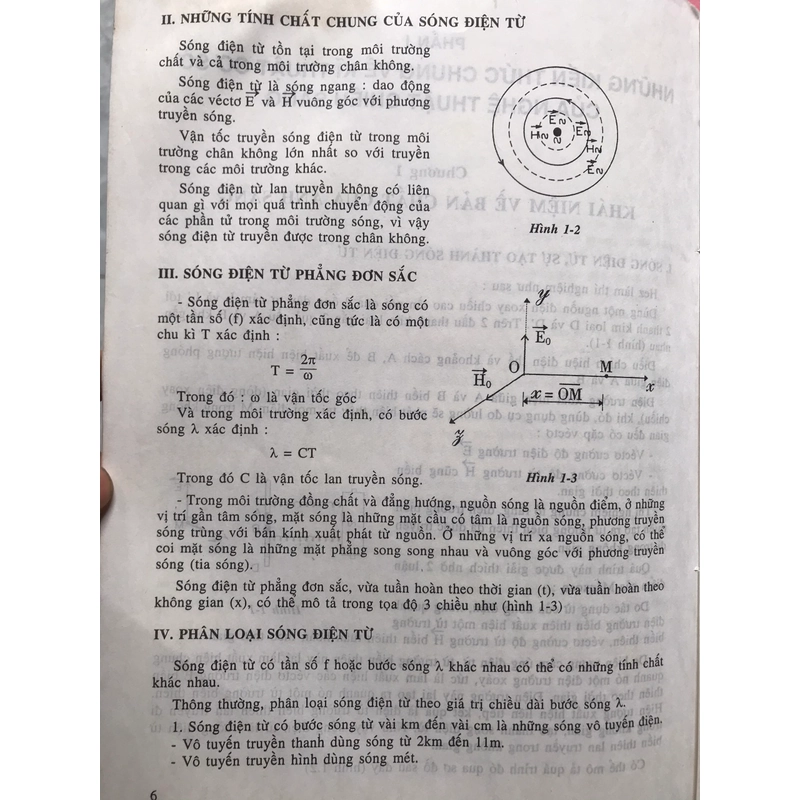 II. NHỮNG TÍNH CHẤT CHUNG CỦA SÓNG ĐIỆN TỪ
Sóng điện từ tồn tại trong môi trường
chất và cả trong môi trường chân không.
Sóng điện từ là sóng ngang : dao động
của các véctơ E và H vuông góc với phương
truyền sóng.
Vận tốc truyền sóng điện từ trong môi
trường chân không lớn nhất so với truyền
trong các môi trường khác.
Sóng điện từ lan truyền không có liên
quan gì với mọi quá trình chuyển động của
các phần tử trong môi trường sóng, vì vậy
sóng điện từ truyền được trong chân không.
Hình 1-2
III. SÓNG ĐIỆN TỪ PHẲNG ĐƠN SẮC
- Sóng điện từ phẳng đơn sắc là sóng có
một tần số (f) xác định, cũng tức là có một
chu kì T xác định :
T = 2π/ω
Trong đó : ω là vận tốc góc
Và trong môi trường xác định, có bước
sóng λ xác định :
λ = CT
Trong đó C là vận tốc lan truyền sóng.
y
E₀
O
M
x
H₀
x = OM
z
Hình 1-3
- Trong môi trường đồng chất và đẳng hướng, nguồn sóng là nguồn điểm, ở những
vị trí gần tâm sóng, mặt sóng là những mặt cầu có tâm là nguồn sóng, phương truyền
sóng trùng với bán kính xuất phát từ nguồn. Ở những vị trí xa nguồn sóng, có thể
coi mặt sóng là những mặt phẳng song song nhau và vuông góc với phương truyền
sóng (tia sóng).
Sóng điện từ phẳng đơn sắc, vừa tuần hoàn theo thời gian (t), vừa tuần hoàn theo
không gian (x), có thể mô tả trong tọa độ 3 chiều như (hình 1-3)
IV. PHÂN LOẠI SÓNG ĐIỆN TỪ
Sóng điện từ có tần số f hoặc bước sóng λ khác nhau có thể có những tính chất
khác nhau.
Thông thường, phân loại sóng điện từ theo giá trị chiều dài bước sóng λ.
1. Sóng điện từ có bước sóng từ vài km đến vài cm là những sóng vô tuyến điện.
- Vô tuyến truyền thanh dùng sóng từ 2km đến 11m.
- Vô tuyến truyền hình dùng sóng mét.
6